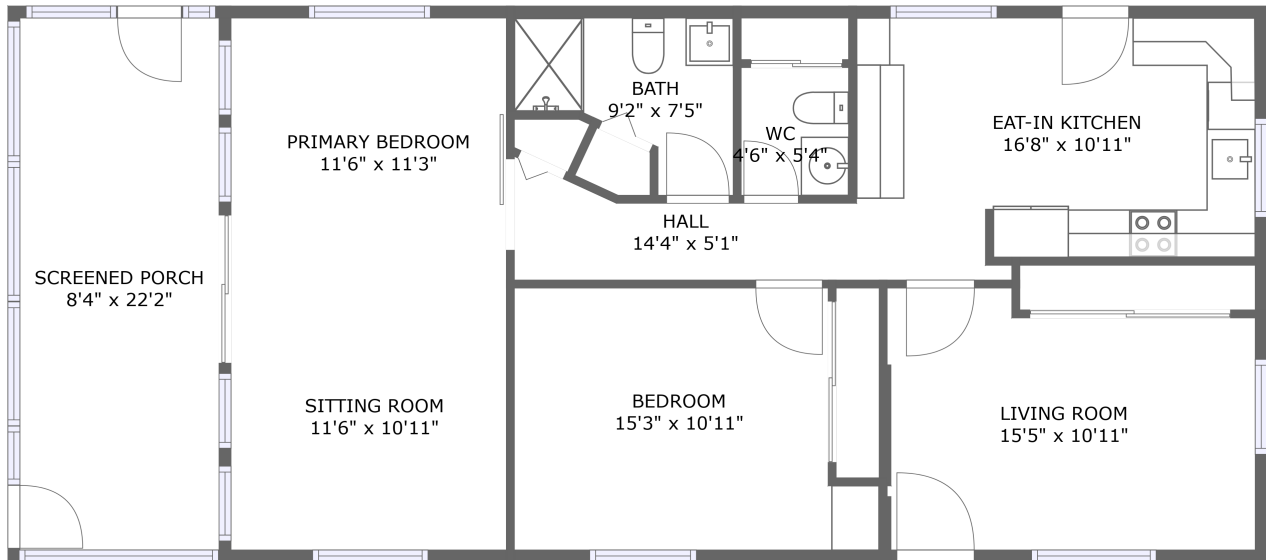 PRIMARY BEDROOM
11'6" x 11'3"
BATH
9'2" x 7'5"
WC
4'6" x 5'4"
EAT-IN KITCHEN
16'8" x 10'11"
HALL
14'4" x 5'1"
SCREENED PORCH
8'4" x 22'2"
SITTING ROOM
11'6" x 10'11"
BEDROOM
15'3" x 10'11"
LIVING ROOM
15'5" x 10'11"